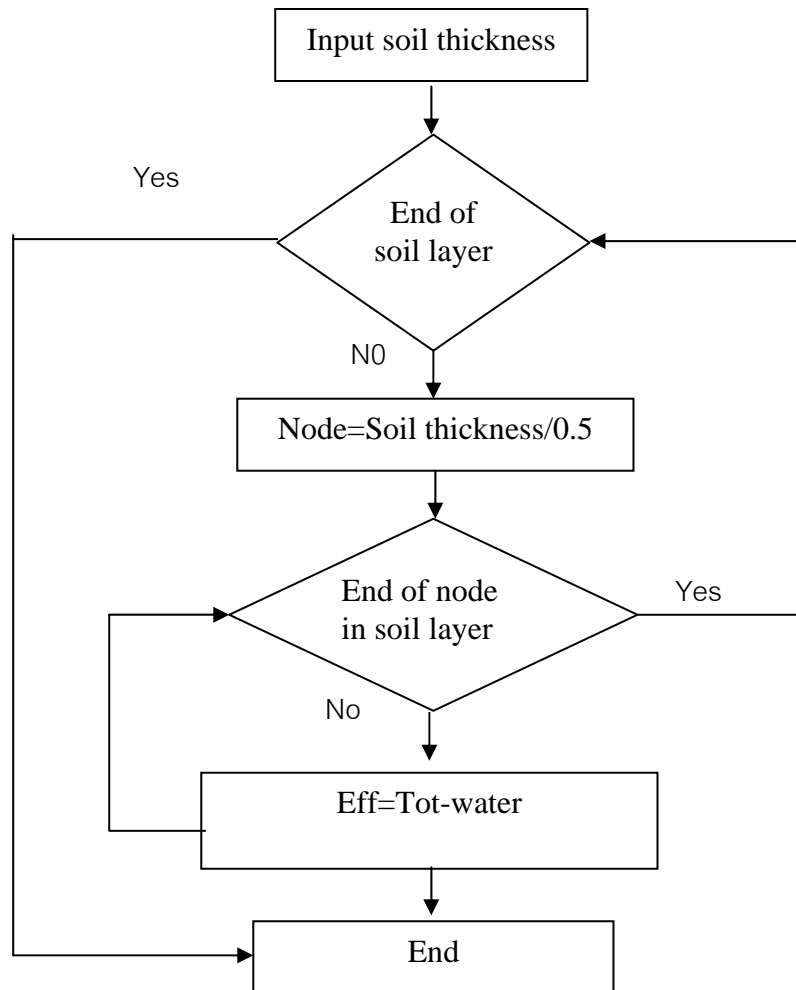 Input soil thickness
Yes
End of
soil layer
N0
Node=Soil thickness/0.5
End of node
in soil layer
Yes
No
Eff=Tot-water
End